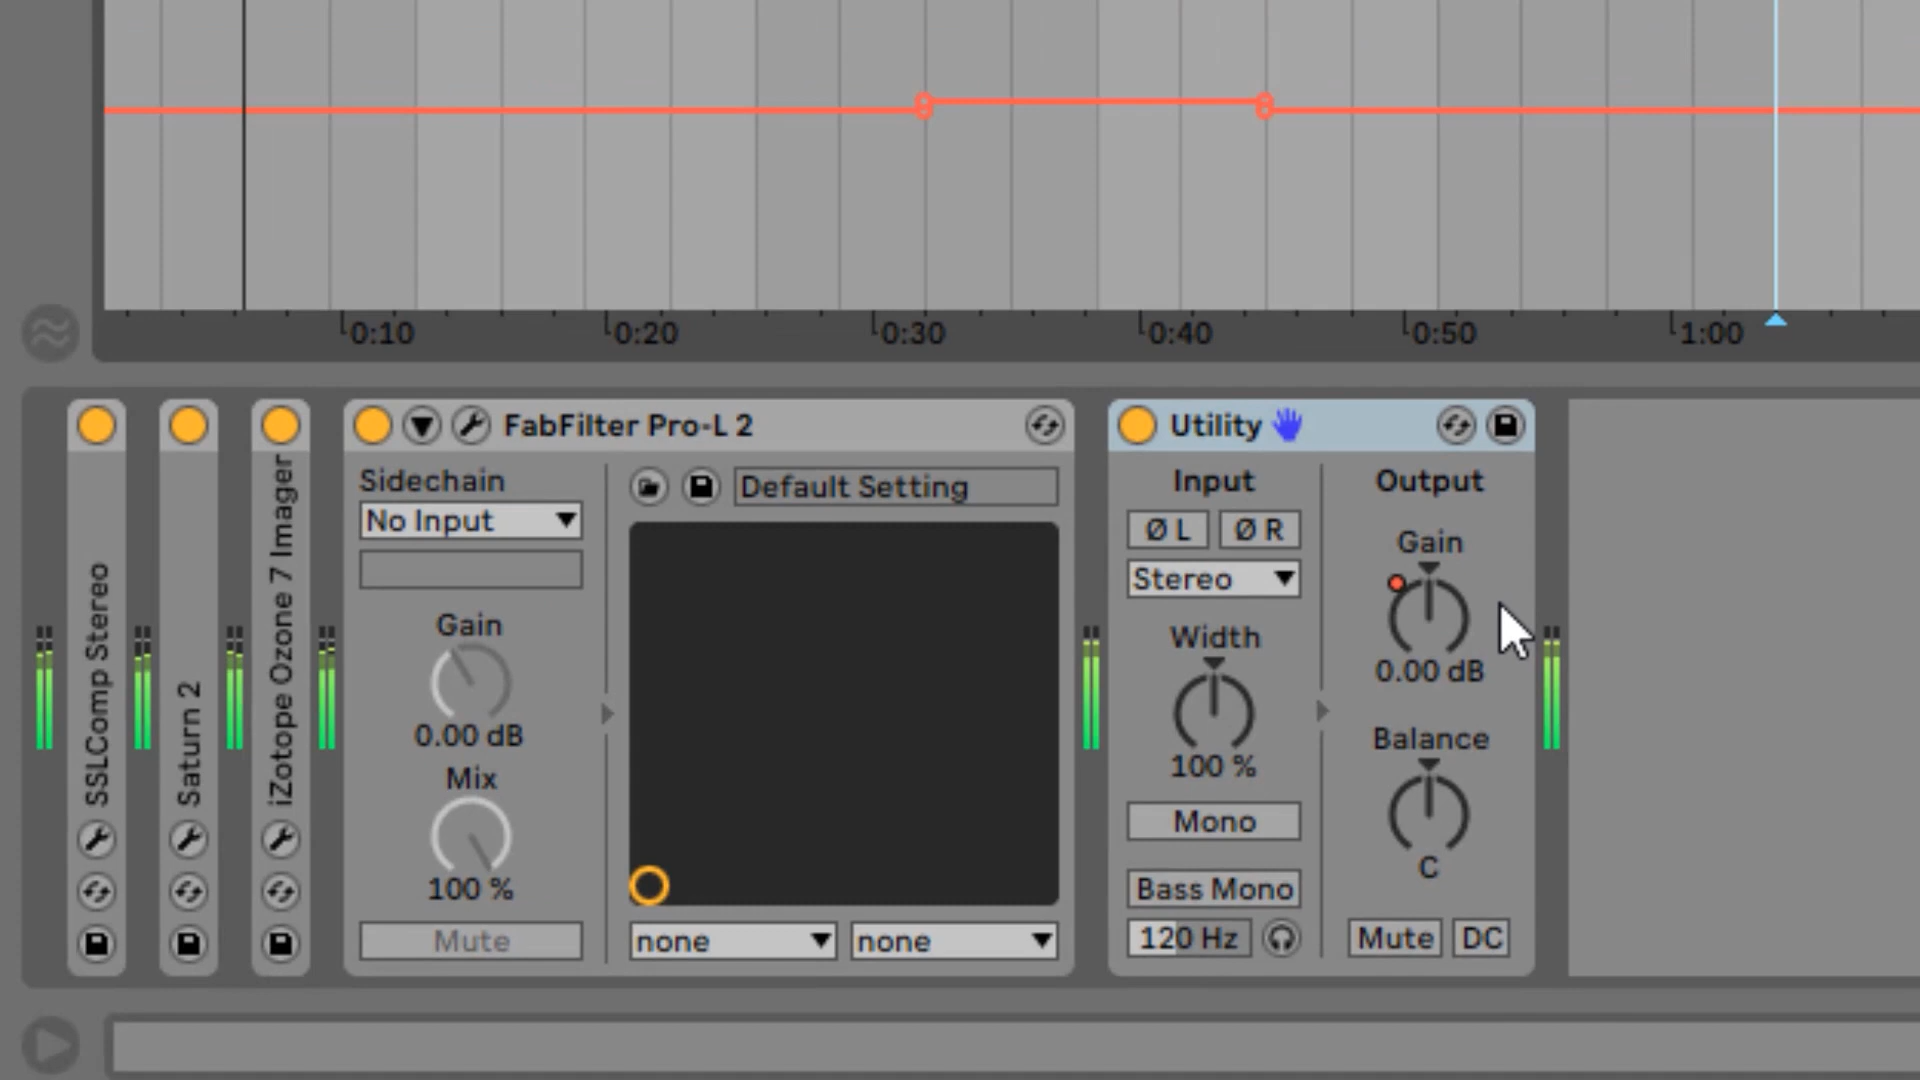 0:10 0:20 0:30 0:40 0:50 1:00
SSLComp Stereo
Saturn 2
iZotope Ozone 7 Imager
FabFilter Pro-L 2
Sidechain
No Input
Gain
0.00 dB
Mix
100 %
Mute
Default Setting
none none
Utility
Input
Ø L Ø R
Stereo
Width
100 %
Mono
Bass Mono
120 Hz
Output
Gain
0.00 dB
Balance
C
Mute DC